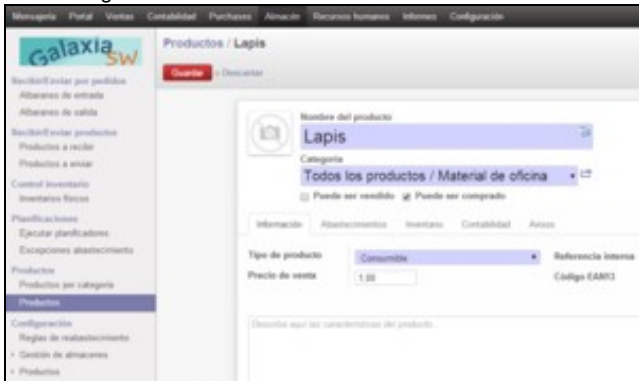 Mensajería Portal Ventas Contabilidad Purchases Almacén Recursos humanos Informes Configuración
Galaxia SW
Productos / Lapis
Guardar o Descartar
Recibir/Enviar por pedidos
Albaranes de entrada
Albaranes de salida
Recibir/Enviar productos
Productos a recibir
Productos a enviar
Control inventario
Inventarios físicos
Planificaciones
Ejecutar planificadores
Excepciones abastecimiento
Productos
Productos por categoría
Productos
Configuración
Reglas de reabastecimiento
Gestión de almacenes
Productos
Nombre del producto
Lapis
Categoría
Todos los productos / Material de oficina
Puede ser vendido Puede ser comprado
Información Abastecimientos Inventario Contabilidad Avisos
Tipo de producto Consumible Referencia interna
Precio de venta 1,00 Código EAN13
Describa aquí las características del producto...